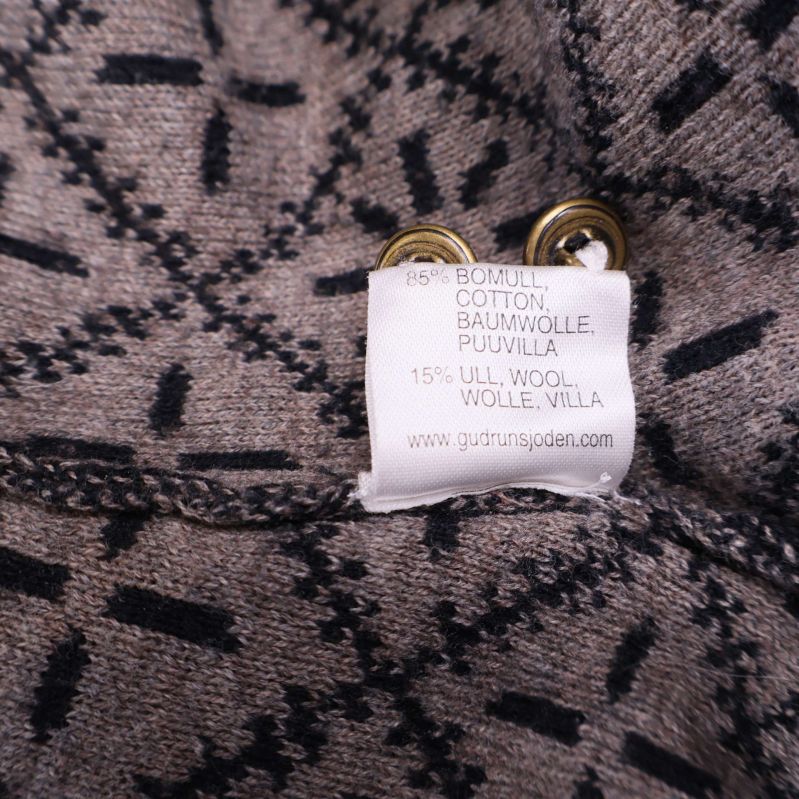 85% BOMULL,
COTTON,
BAUMWOLLE,
PUUVILLA
15% ULL, WOOL,
WOLLE, VILLA
www.gudrunsjoden.com